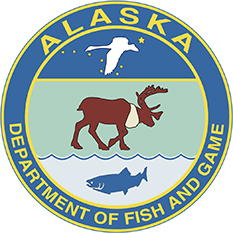 ALASKA
DEPARTMENT OF FISH AND GAME